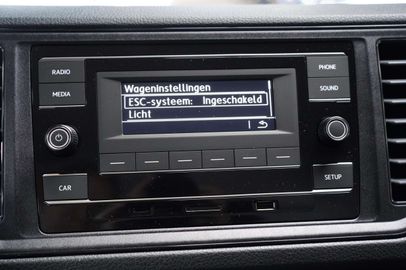 RADIO
MEDIA
CAR
Wageninstellingen
ESC-systeem: Ingeschakeld
Licht
PHONE
SOUND
SETUP